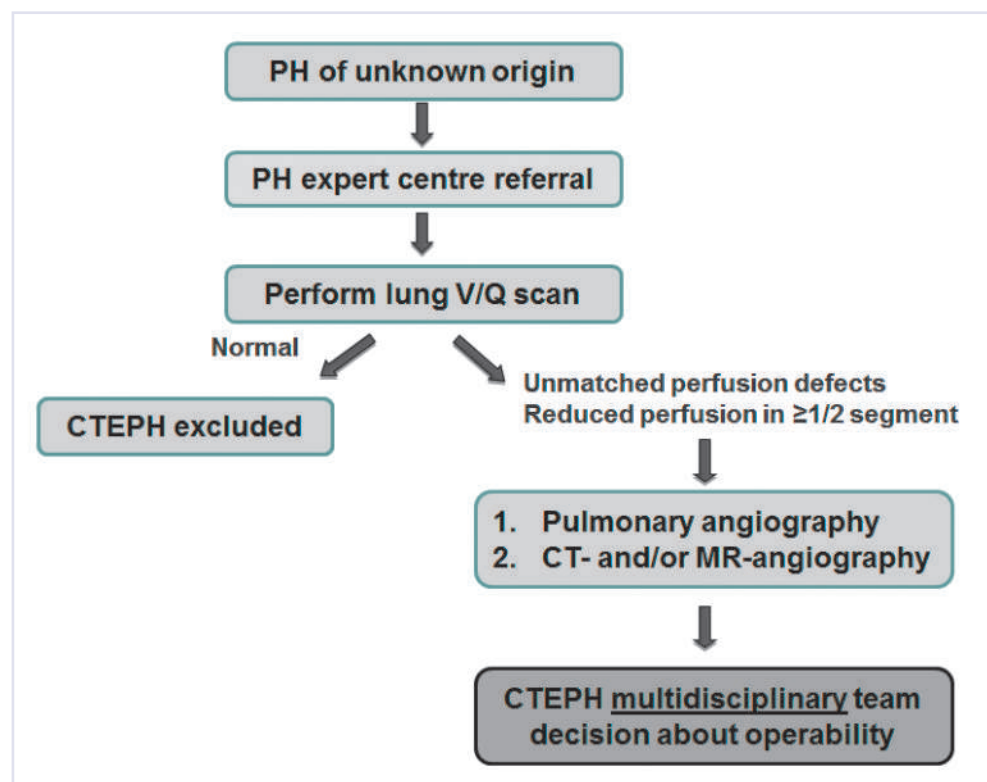 PH of unknown origin
PH expert centre referral
Perform lung V/Q scan
Normal
Unmatched perfusion defects
Reduced perfusion in ≥1/2 segment
CTEPH excluded
1. Pulmonary angiography
2. CT- and/or MR-angiography
CTEPH multidisciplinary team
decision about operability